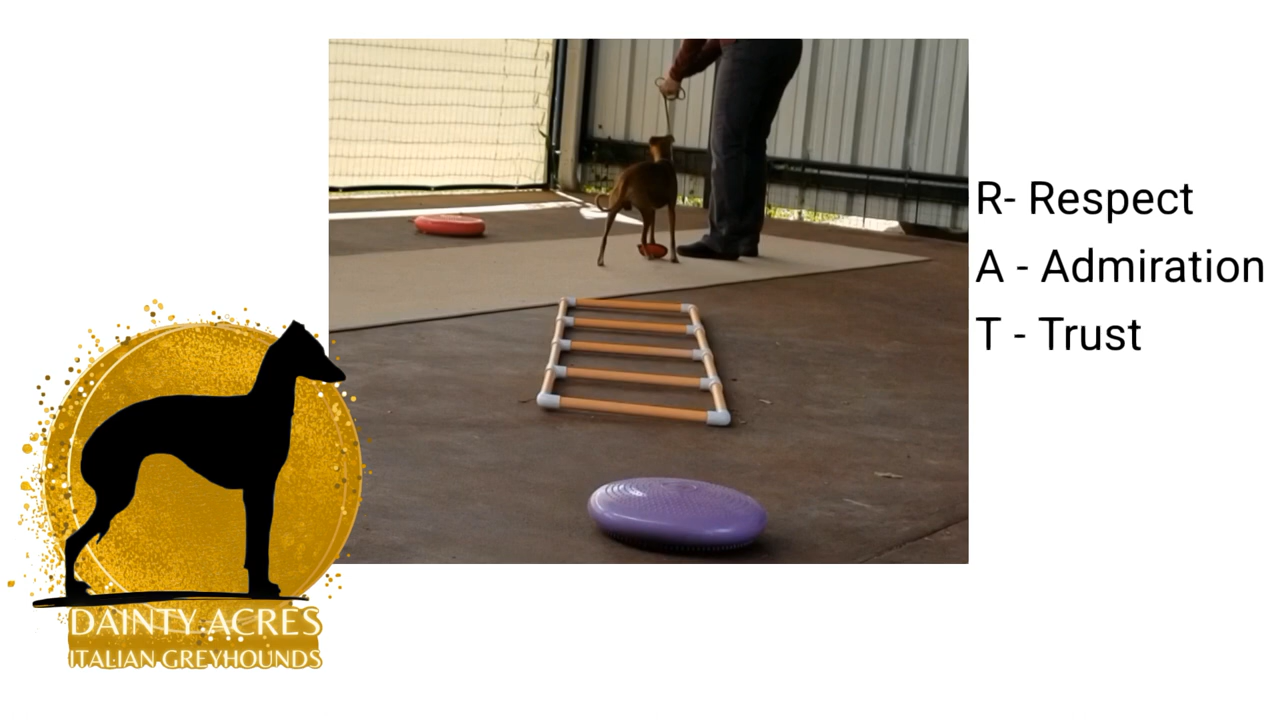 R- Respect
A - Admiration
T - Trust
DAINTY ACRES
ITALIAN GREYHOUNDS